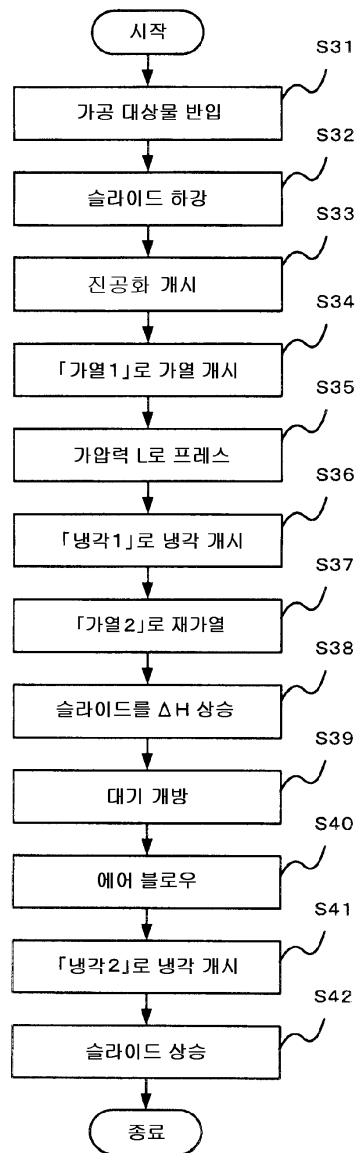 시작
S31
가공 대상물 반입
S32
슬라이드 하강
S33
진공화 개시
S34
「가열1」로 가열 개시
S35
가압력 L로 프레스
S36
「냉각1」로 냉각 개시
S37
「가열2」로 재가열
S38
슬라이드를 ΔH 상승
S39
대기 개방
S40
에어 블로우
S41
「냉각2」로 냉각 개시
S42
슬라이드 상승
종료